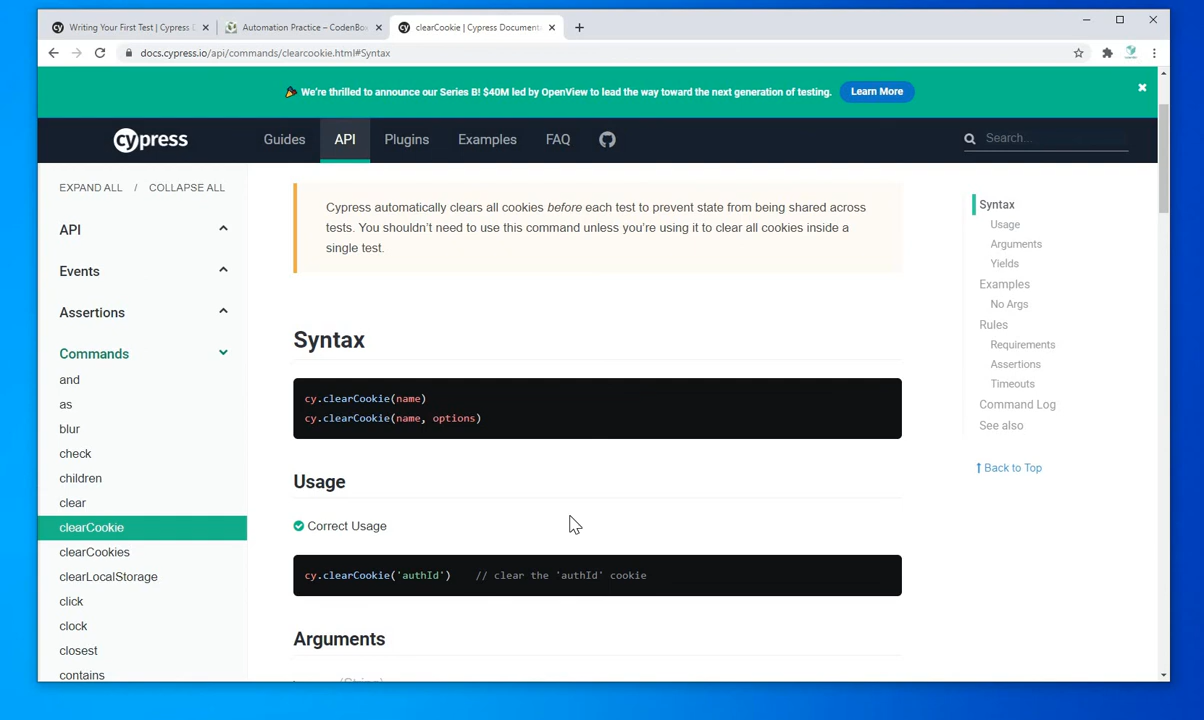 Writing Your First Test | Cypress D
Automation Practice – CodenBo
clearCookie | Cypress Documenta
docs.cypress.io/api/commands/clearcookie.html#Syntax
We're thrilled to announce our Series B! $40M led by OpenView to lead the way toward the next generation of testing.
Learn More
cypress
Guides
API
Plugins
Examples
FAQ
Search...
EXPAND ALL / COLLAPSE ALL
API
Events
Assertions
Commands
and
as
blur
check
children
clear
clearCookie
clearCookies
clearLocalStorage
click
clock
closest
contains
Cypress automatically clears all cookies before each test to prevent state from being shared across
tests. You shouldn't need to use this command unless you're using it to clear all cookies inside a
single test.
Syntax
cy.clearCookie(name)
cy.clearCookie(name, options)
Usage
Correct Usage
cy.clearCookie('authId') // clear the 'authId' cookie
Arguments
Syntax
Usage
Arguments
Yields
Examples
No Args
Rules
Requirements
Assertions
Timeouts
Command Log
See also
Back to Top